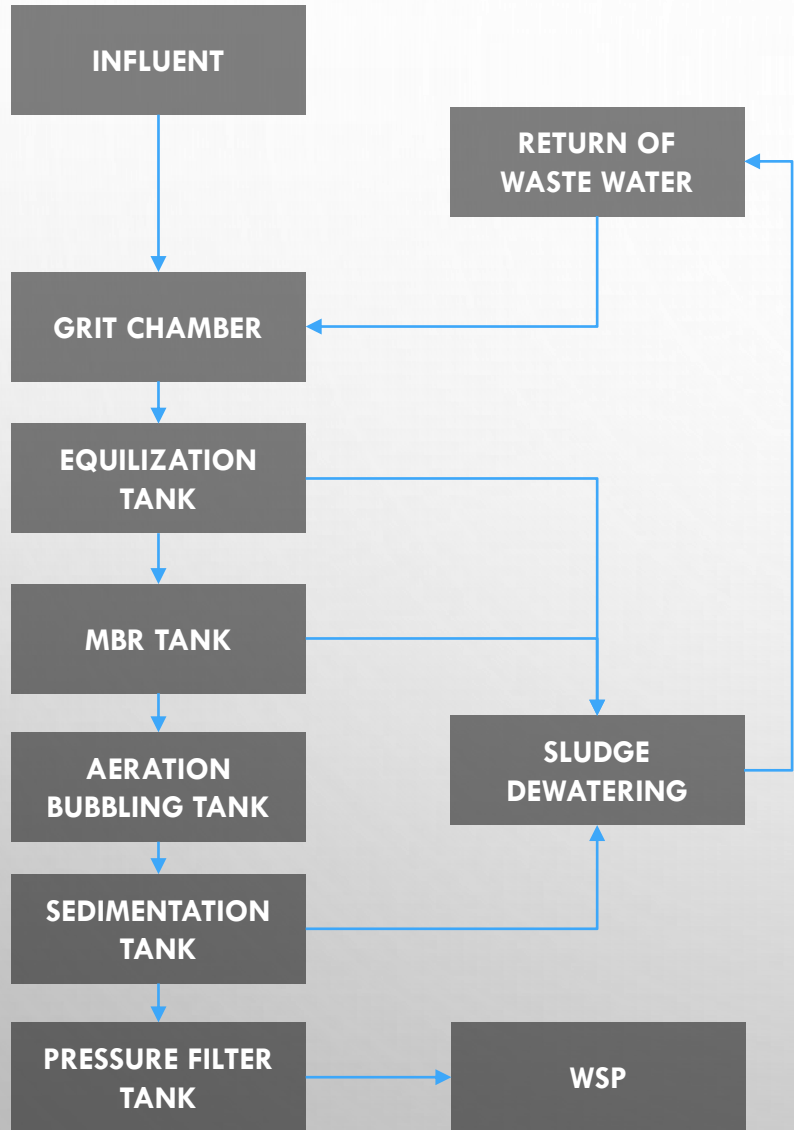 INFLUENT
RETURN OF
WASTE WATER
GRIT CHAMBER
EQUILIZATION
TANK
MBR TANK
AERATION
BUBBLING TANK
SLUDGE
DEWATERING
SEDIMENTATION
TANK
PRESSURE FILTER
TANK
WSP